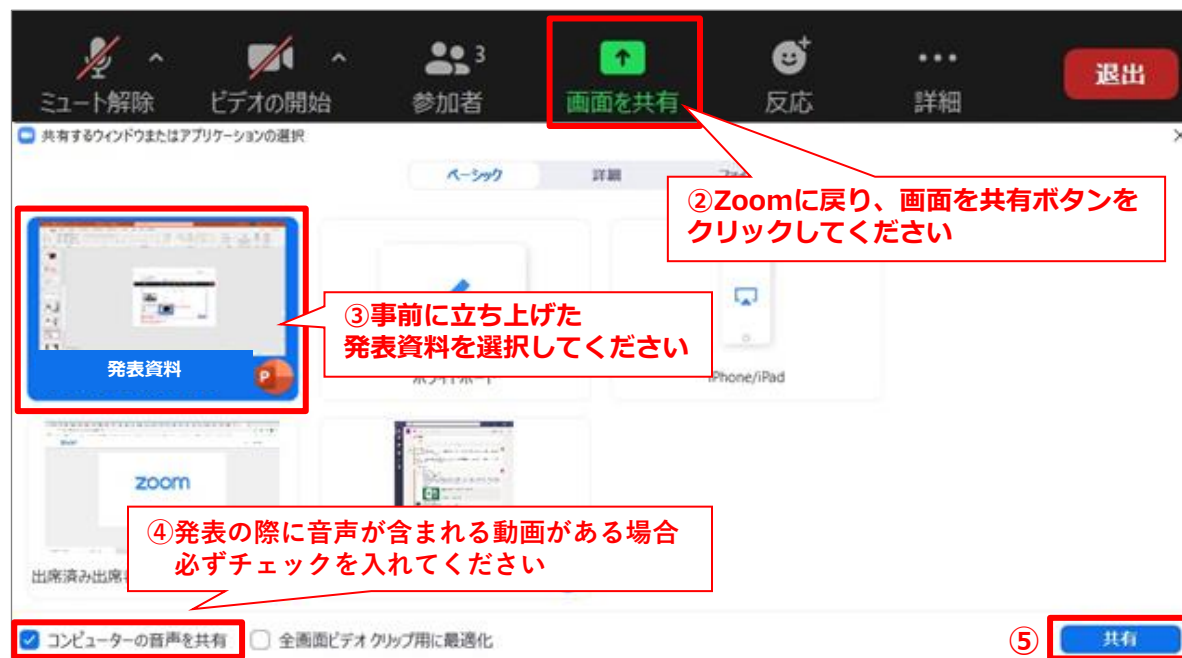 3
ミュート解除 ビデオの開始 参加者 画面を共有 反応 詳細 退出
共有するウィンドウまたはアプリケーションの選択
ベーシック 詳細
②Zoomに戻り、画面を共有ボタンを
クリックしてください
③事前に立ち上げた
発表資料を選択してください
発表資料
P
iPhone/iPad
zoom
④発表の際に音声が含まれる動画がある場合
必ずチェックを入れてください
出席済み出席
コンピューターの音声を共有 全画面ビデオ クリップ用に最適化 ⑤ 共有